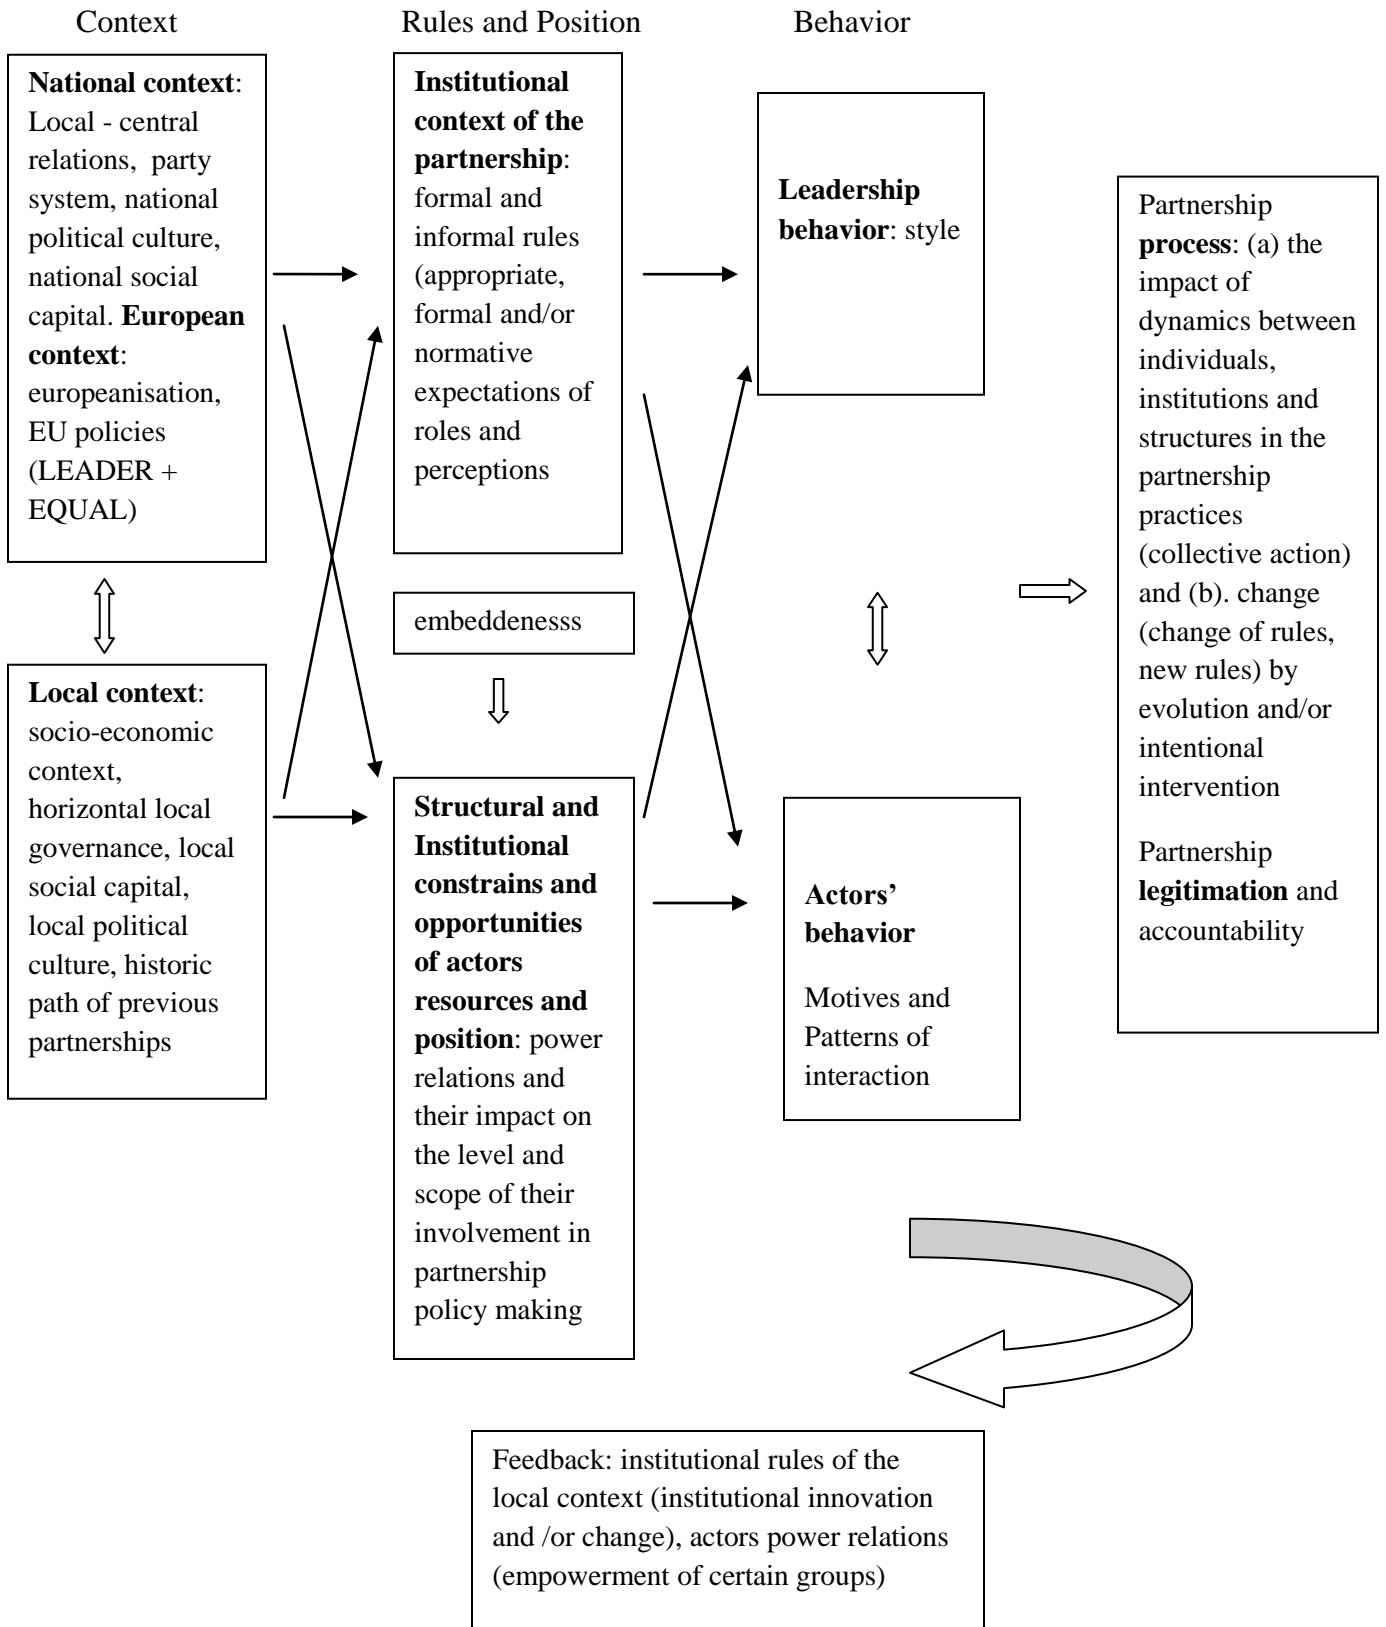 Context
Rules and Position
Behavior
National context:
Local - central
relations, party
system, national
political culture,
national social
capital. European
context:
europeanisation,
EU policies
(LEADER +
EQUAL)
Local context:
socio-economic
context,
horizontal local
governance, local
social capital,
local political
culture, historic
path of previous
partnerships
Institutional
context of the
partnership:
formal and
informal rules
(appropriate,
formal and/or
normative
expectations of
roles and
perceptions
embeddenesss
Structural and
Institutional
constrains and
opportunities
of actors
resources and
position: power
relations and
their impact on
the level and
scope of their
involvement in
partnership
policy making
Leadership
behavior: style
Actors’
behavior
Motives and
Patterns of
interaction
Partnership
process: (a) the
impact of
dynamics between
individuals,
institutions and
structures in the
partnership
practices
(collective action)
and (b). change
(change of rules,
new rules) by
evolution and/or
intentional
intervention
Partnership
legitimation and
accountability
Feedback: institutional rules of the
local context (institutional innovation
and /or change), actors power relations
(empowerment of certain groups)